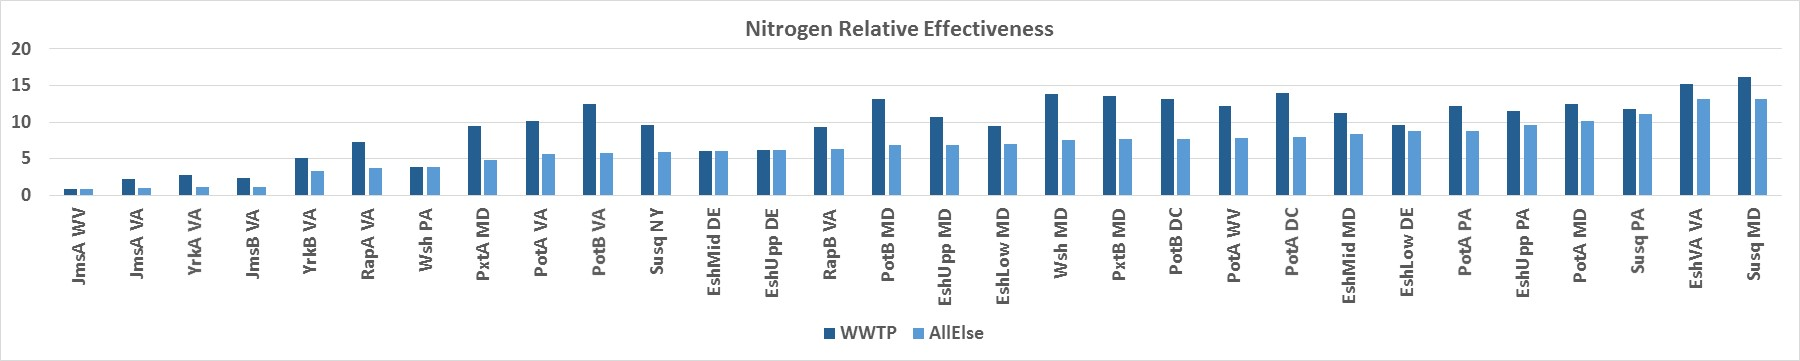 Nitrogen Relative Effectiveness
20
15
10
5
0
JmsA WV
JmsA VA
YrkA VA
JmsB VA
YrkB VA
RapA VA
Wsh PA
PxtA MD
PotA VA
PotB VA
Susq NY
EshMid DE
EshUpp DE
RapB VA
PotB MD
EshUpp MD
EshLow MD
Wsh MD
PxtB MD
PotB DC
PotA WV
PotA DC
EshMid MD
EshLow DE
PotA PA
EshUpp PA
PotA MD
Susq PA
EshVA VA
Susq MD
WWTP AllElse